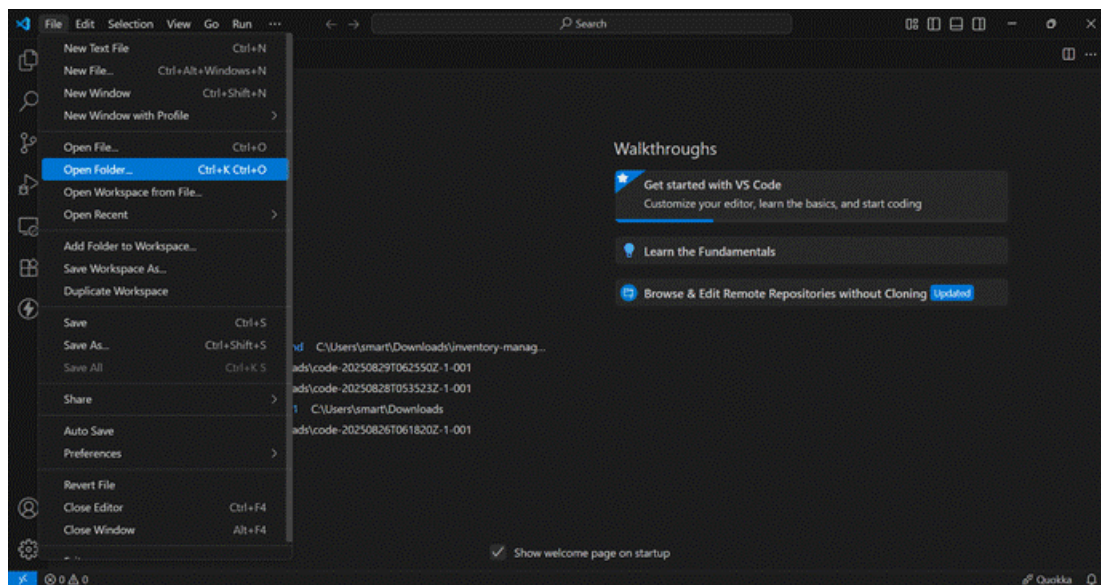 File Edit Selection View Go Run ... Search
New Text File Ctrl+N
New File... Ctrl+Alt+Windows+N
New Window Ctrl+Shift+N
New Window with Profile
Open File... Ctrl+O
Open Folder... Ctrl+K Ctrl+O
Open Workspace from File...
Open Recent
Add Folder to Workspace...
Save Workspace As...
Duplicate Workspace
Save Ctrl+S
Save As... Ctrl+Shift+S
Save All Ctrl+K S
Share
Auto Save
Preferences
Revert File
Close Editor Ctrl+F4
Close Window Alt+F4
Walkthroughs
Get started with VS Code
Customize your editor, learn the basics, and start coding
Learn the Fundamentals
Browse & Edit Remote Repositories without Cloning Updated
nd C:\Users\smart\Downloads\inventory-manag...
ads\code-20250829T062550Z-1-001
ads\code-20250828T053523Z-1-001
1 C:\Users\smart\Downloads
ads\code-20250826T061820Z-1-001
Show welcome page on startup
0 0 Quokka